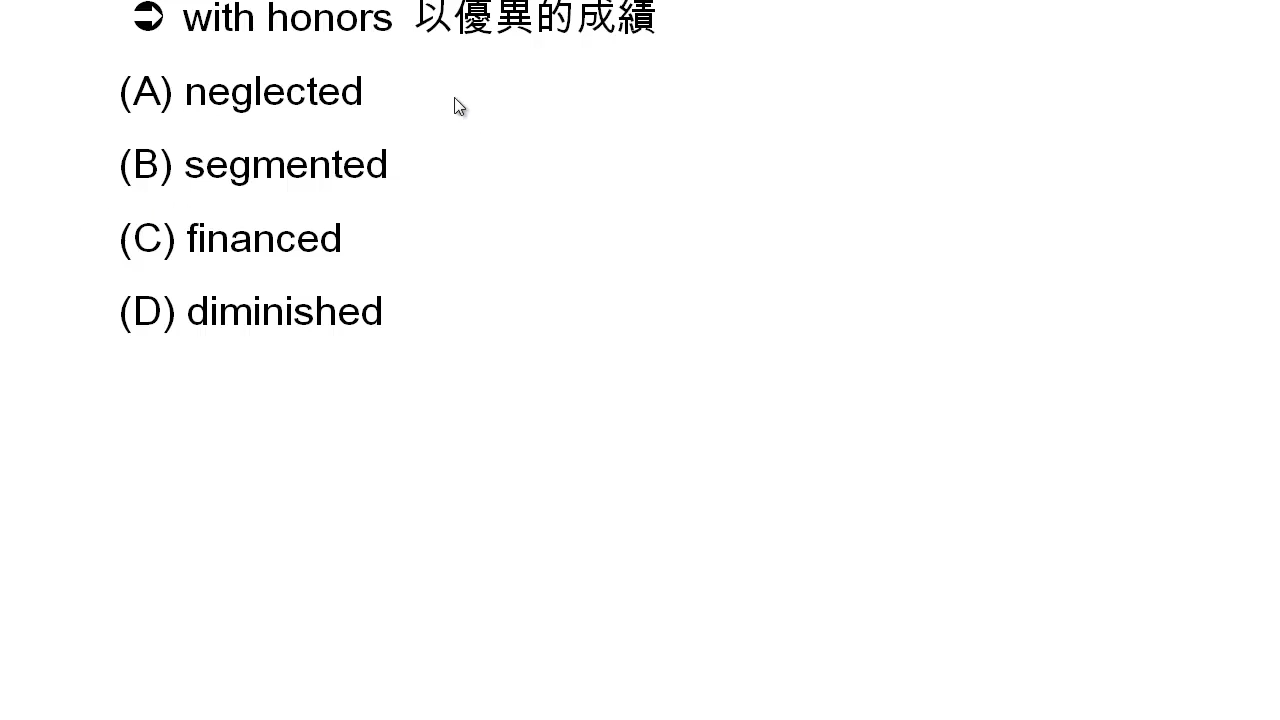 ➲ with honors 以優異的成績
(A) neglected
(B) segmented
(C) financed
(D) diminished